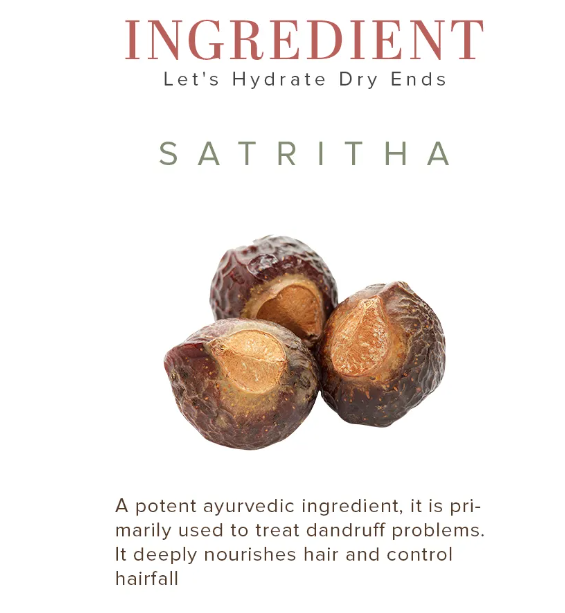 INGREDIENT
Let's Hydrate Dry Ends
SATRITHA
A potent ayurvedic ingredient, it is pri-
marily used to treat dandruff problems.
It deeply nourishes hair and control
hairfall